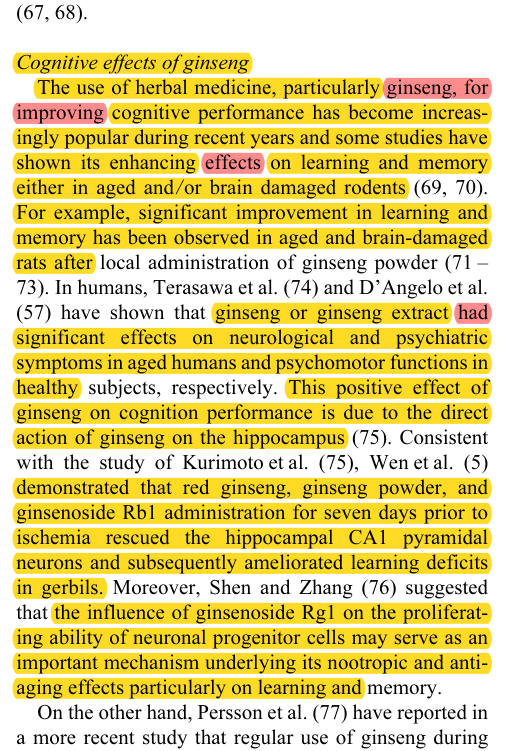 (67, 68).
Cognitive effects of ginseng
The use of herbal medicine, particularly ginseng, for
improving cognitive performance has become increas-
ingly popular during recent years and some studies have
shown its enhancing effects on learning and memory
either in aged and/or brain damaged rodents (69, 70).
For example, significant improvement in learning and
memory has been observed in aged and brain-damaged
rats after local administration of ginseng powder (71 –
73). In humans, Terasawa et al. (74) and D'Angelo et al.
(57) have shown that ginseng or ginseng extract had
significant effects on neurological and psychiatric
symptoms in aged humans and psychomotor functions in
healthy subjects, respectively. This positive effect of
ginseng on cognition performance is due to the direct
action of ginseng on the hippocampus (75). Consistent
with the study of Kurimoto et al. (75), Wen et al. (5)
demonstrated that red ginseng, ginseng powder, and
ginsenoside Rb1 administration for seven days prior to
ischemia rescued the hippocampal CA1 pyramidal
neurons and subsequently ameliorated learning deficits
in gerbils. Moreover, Shen and Zhang (76) suggested
that the influence of ginsenoside Rg1 on the proliferat-
ing ability of neuronal progenitor cells may serve as an
important mechanism underlying its nootropic and anti-
aging effects particularly on learning and memory.
On the other hand, Persson et al. (77) have reported in
a more recent study that regular use of ginseng during